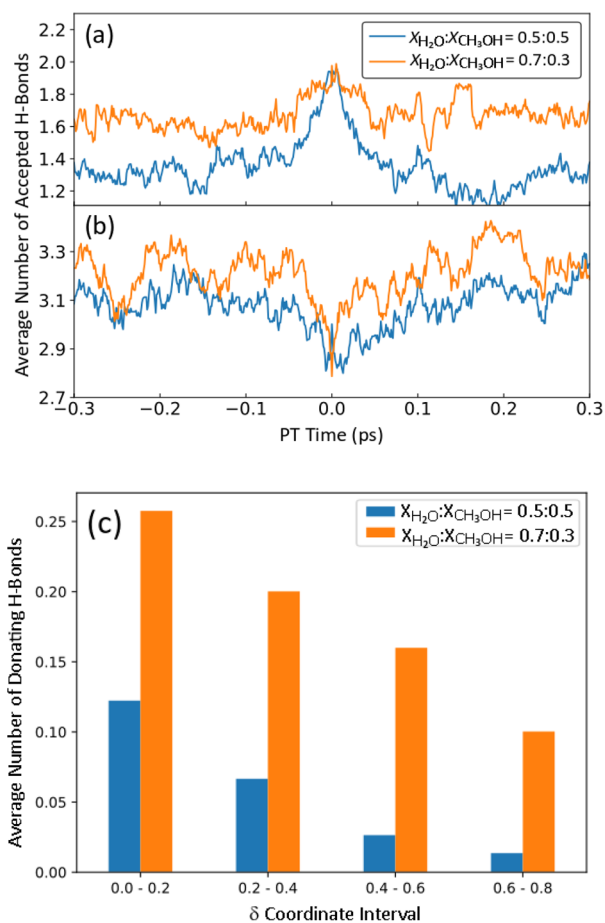 (a)
X_H₂O:X_CH₃OH = 0.5:0.5
X_H₂O:X_CH₃OH = 0.7:0.3
2.2
2.0
1.8
1.6
1.4
1.2
Average Number of Accepted H-Bonds
(b)
3.3
3.1
2.9
2.7
−0.3 −0.2 −0.1 0.0 0.1 0.2 0.3
PT Time (ps)
(c)
X_H₂O:X_CH₃OH = 0.5:0.5
X_H₂O:X_CH₃OH = 0.7:0.3
Average Number of Donating H-Bonds
0.25
0.20
0.15
0.10
0.05
0.00
0.0 - 0.2 0.2 - 0.4 0.4 - 0.6 0.6 - 0.8
δ Coordinate Interval